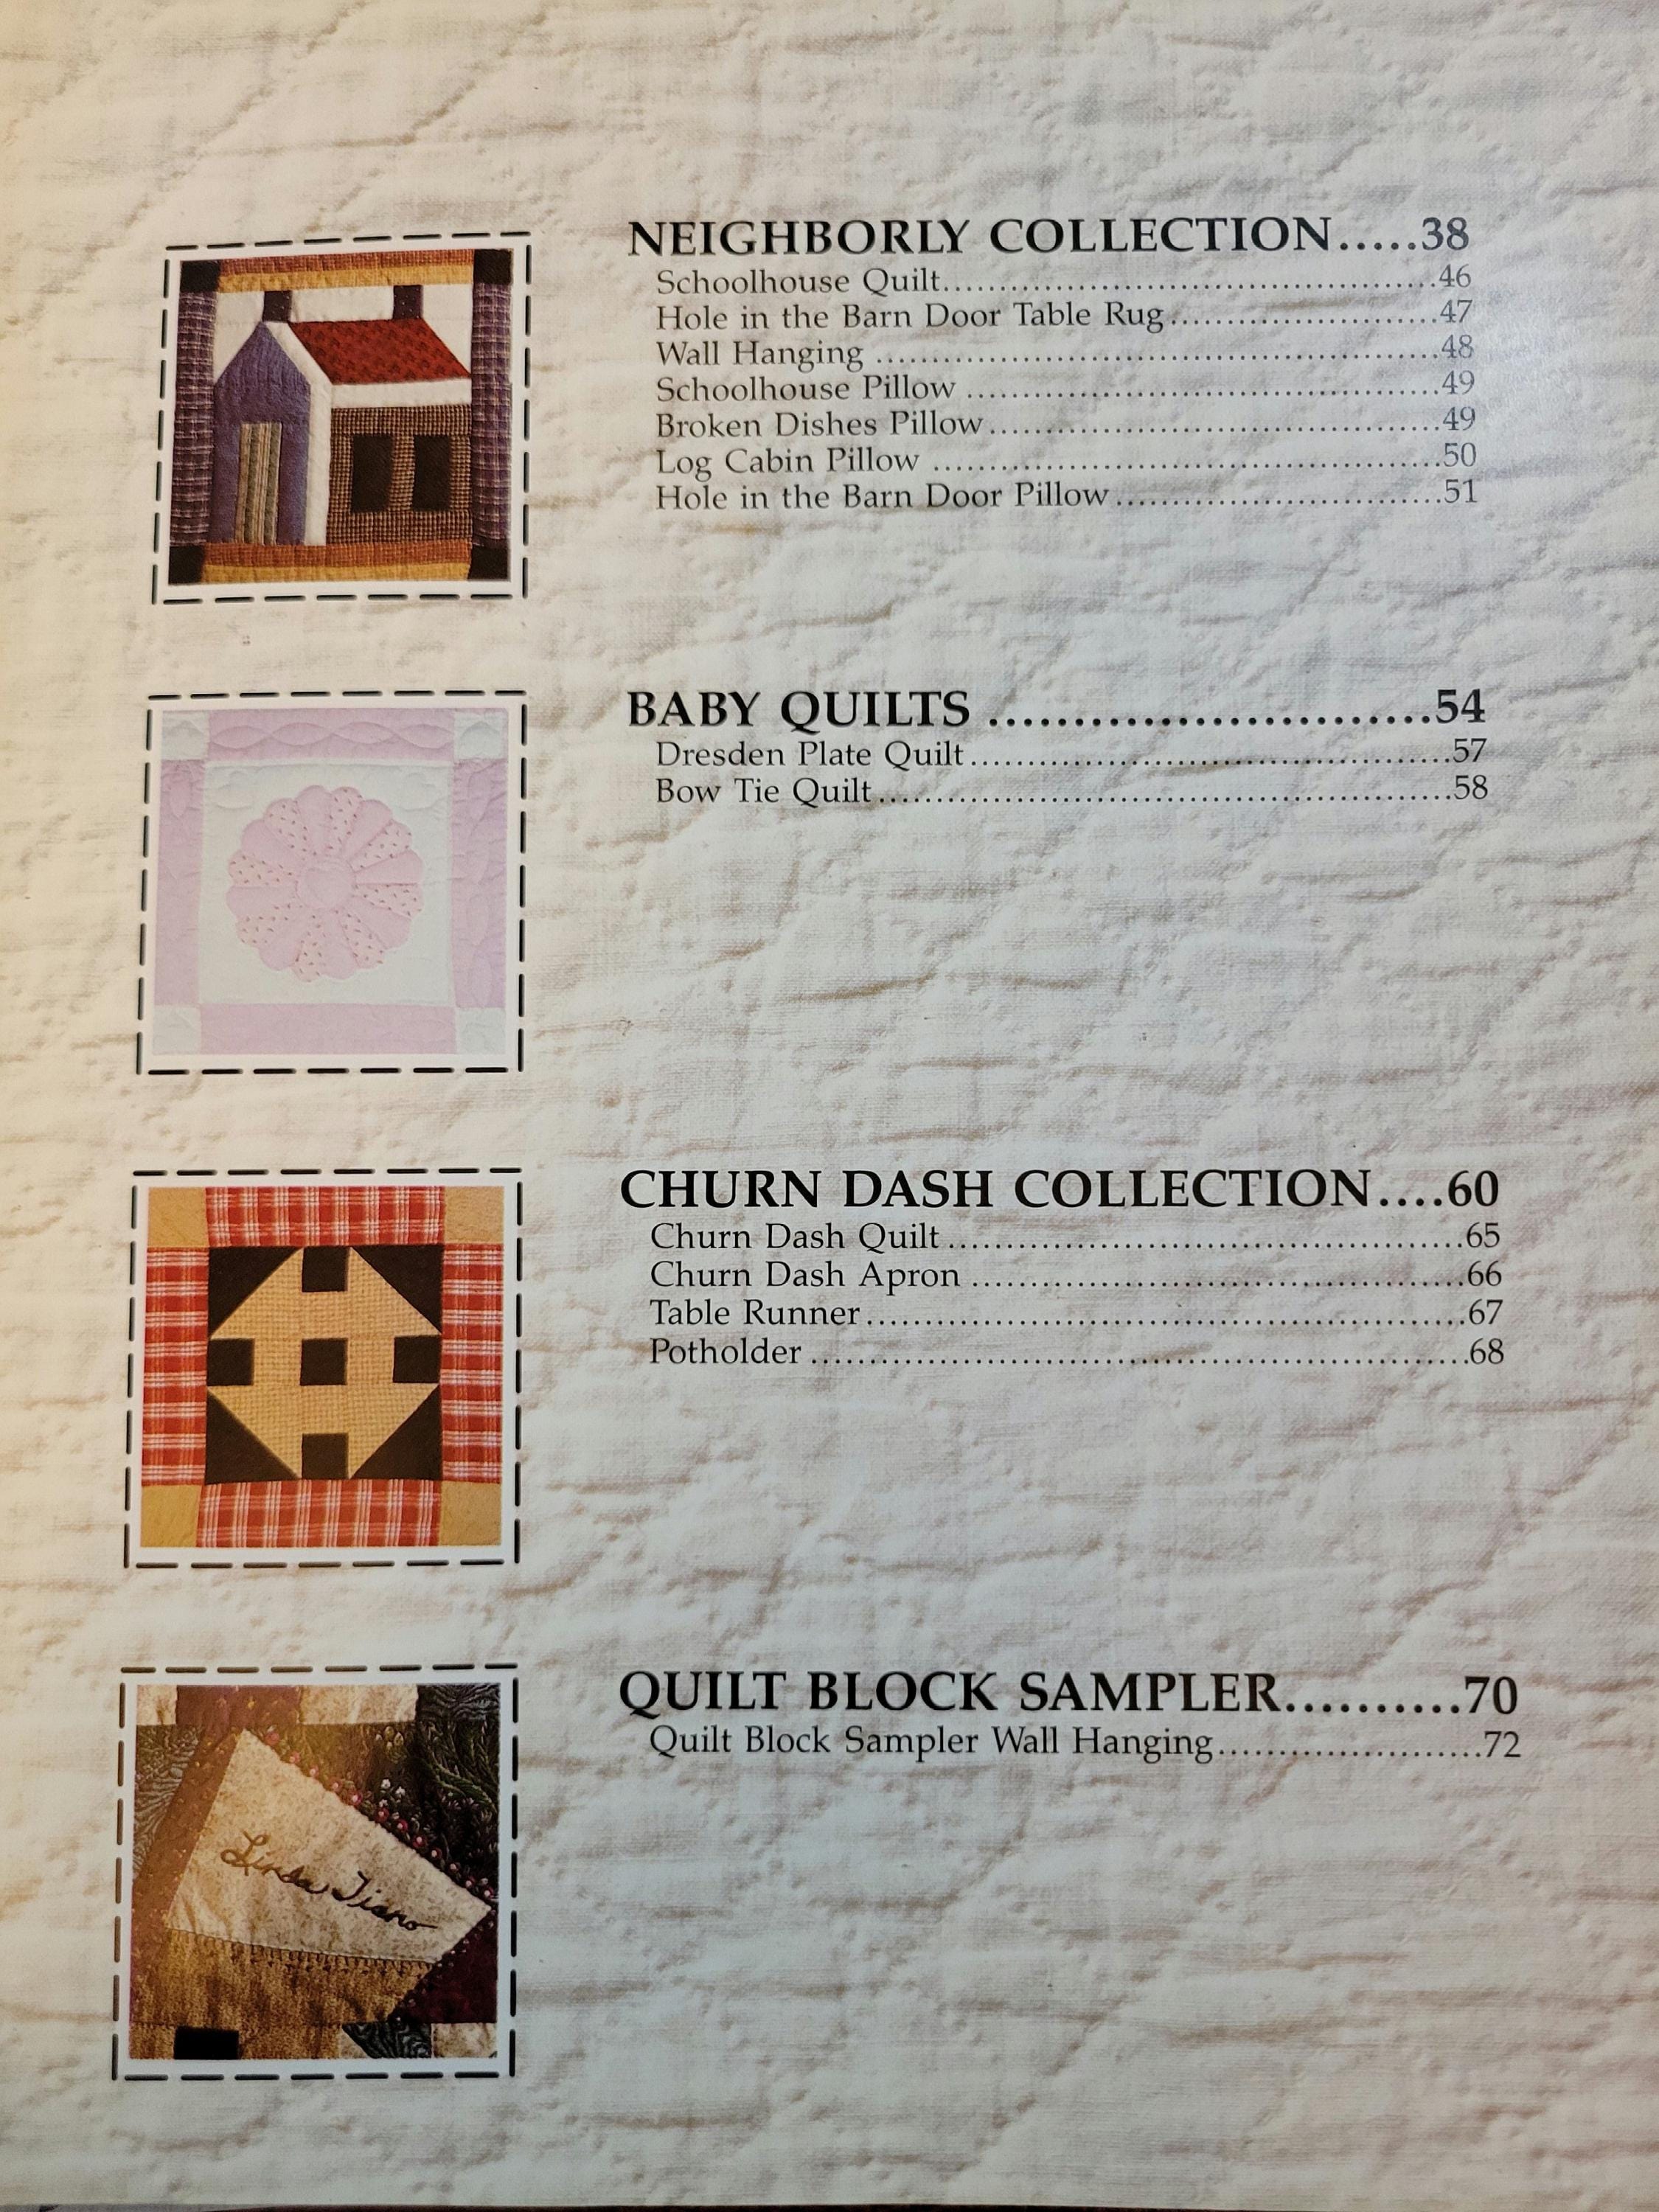 NEIGHBORLY COLLECTION.....38
Schoolhouse Quilt..................................................46
Hole in the Barn Door Table Rug...........................47
Wall Hanging .........................................................48
Schoolhouse Pillow ................................................49
Broken Dishes Pillow..............................................49
Log Cabin Pillow ...................................................50
Hole in the Barn Door Pillow.................................51
BABY QUILTS ..........................54
Dresden Plate Quilt................................................57
Bow Tie Quilt.........................................................58
CHURN DASH COLLECTION....60
Churn Dash Quilt...................................................65
Churn Dash Apron .................................................66
Table Runner...........................................................67
Potholder .................................................................68
QUILT BLOCK SAMPLER..........70
Quilt Block Sampler Wall Hanging.........................72
Linda Tiano